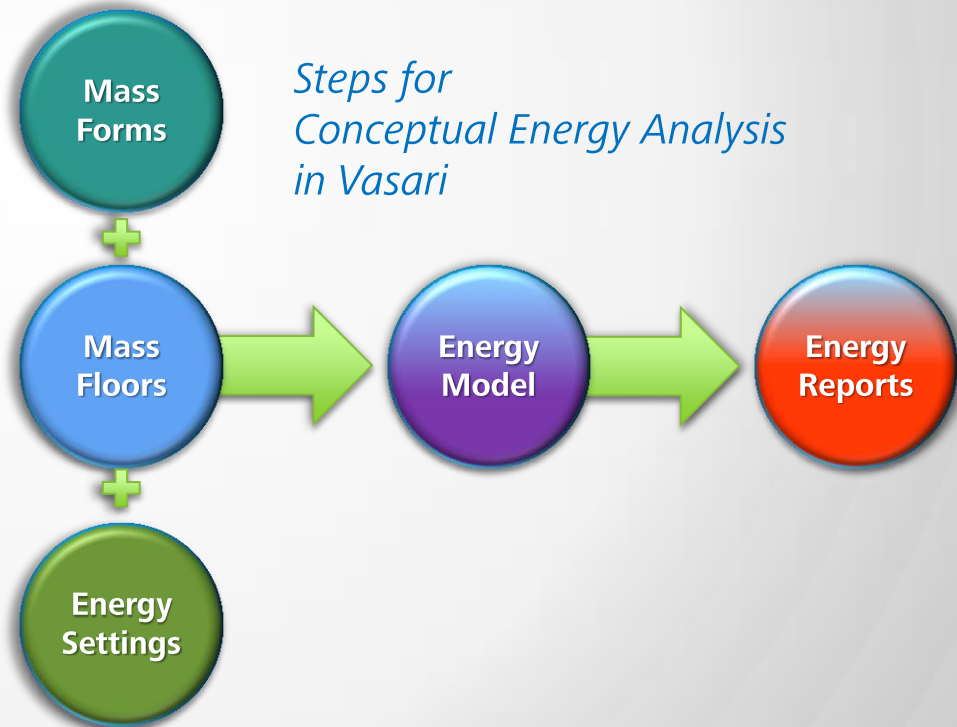 Steps for
Conceptual Energy Analysis
in Vasari
Mass
Forms
Mass
Floors
Energy
Settings
Energy
Model
Energy
Reports